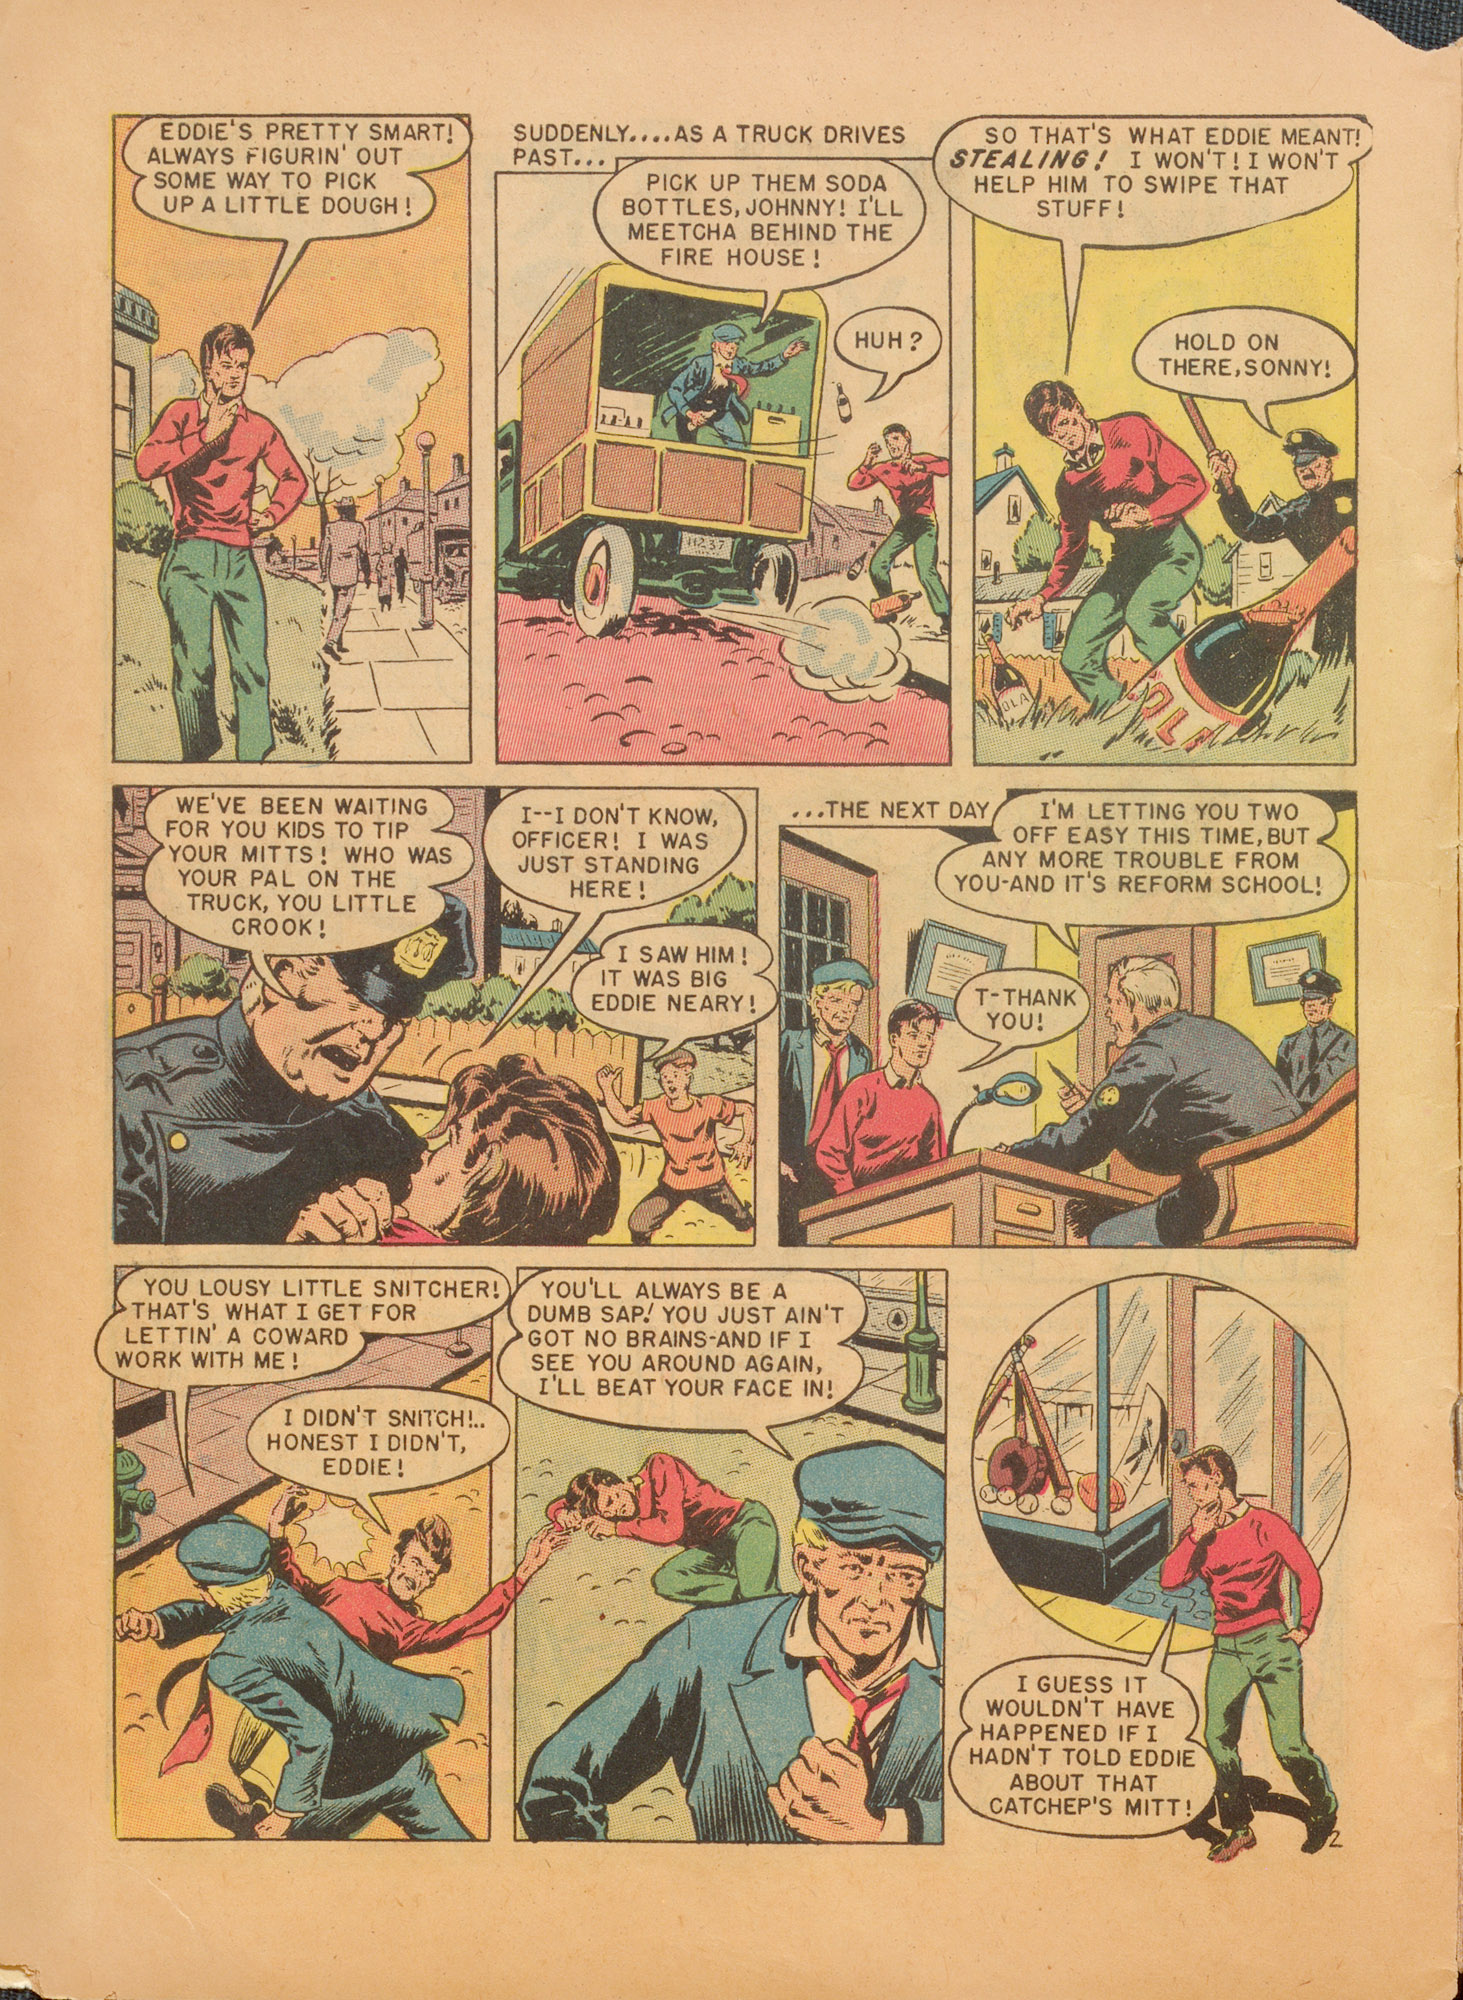 EDDIE'S PRETTY SMART!
ALWAYS FIGURIN' OUT
SOME WAY TO PICK
UP A LITTLE DOUGH!
SUDDENLY....AS A TRUCK DRIVES
PAST...
PICK UP THEM SODA
BOTTLES, JOHNNY! I'LL
MEETCHA BEHIND THE
FIRE HOUSE!
HUH?
11237
SO THAT'S WHAT EDDIE MEANT!
STEALING! I WON'T! I WON'T
HELP HIM TO SWIPE THAT
STUFF!
HOLD ON
THERE, SONNY!
OLA
OLA
WE'VE BEEN WAITING
FOR YOU KIDS TO TIP
YOUR MITTS! WHO WAS
YOUR PAL ON THE
TRUCK, YOU LITTLE
CROOK!
I--I DON'T KNOW,
OFFICER! I WAS
JUST STANDING
HERE!
I SAW HIM!
IT WAS BIG
EDDIE NEARY!
...THE NEXT DAY
I'M LETTING YOU TWO
OFF EASY THIS TIME, BUT
ANY MORE TROUBLE FROM
YOU-AND IT'S REFORM SCHOOL!
T-THANK
YOU!
YOU LOUSY LITTLE SNITCHER!
THAT'S WHAT I GET FOR
LETTIN' A COWARD
WORK WITH ME!
I DIDN'T SNITCH!..
HONEST I DIDN'T,
EDDIE!
YOU'LL ALWAYS BE A
DUMB SAP! YOU JUST AIN'T
GOT NO BRAINS-AND IF I
SEE YOU AROUND AGAIN,
I'LL BEAT YOUR FACE IN!
I GUESS IT
WOULDN'T HAVE
HAPPENED IF I
HADN'T TOLD EDDIE
ABOUT THAT
CATCHEP'S MITT!
2